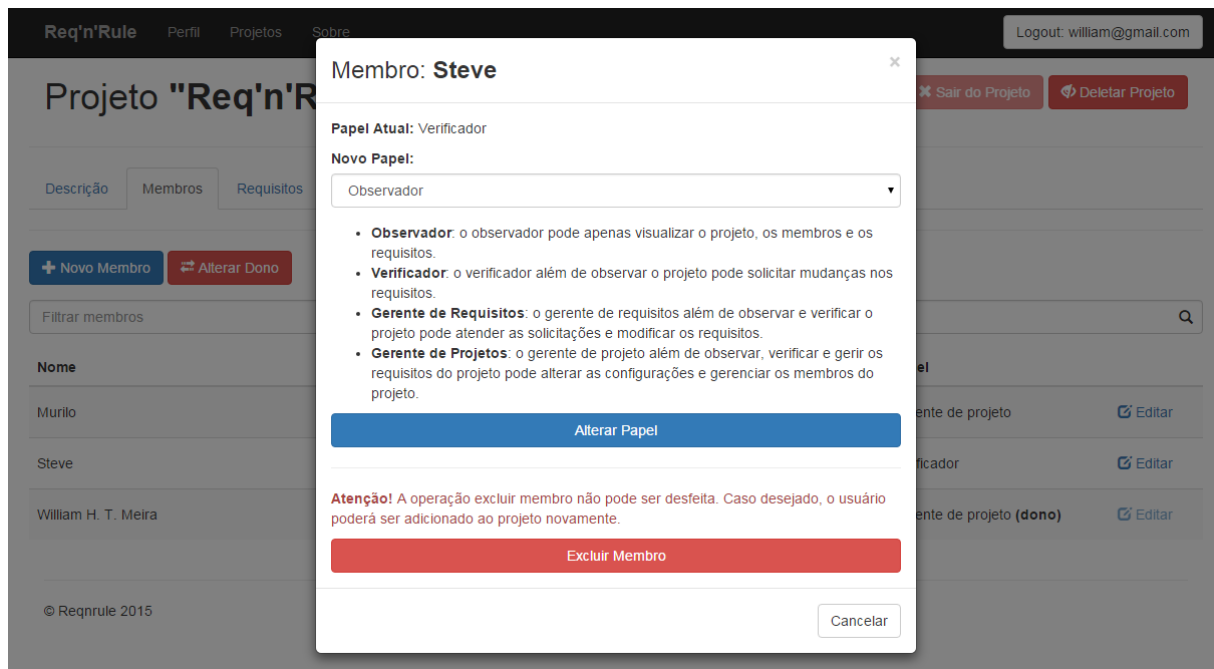 Req'n'Rule Perfil Projetos Sobre Logout: william@gmail.com
Membro: Steve ×
Projeto "Req'n'R Sair do Projeto Deletar Projeto
Papel Atual: Verificador
Novo Papel:
Descrição Membros Requisitos
Observador
• Observador: o observador pode apenas visualizar o projeto, os membros e os
requisitos.
• Verificador: o verificador além de observar o projeto pode solicitar mudanças nos
requisitos.
• Gerente de Requisitos: o gerente de requisitos além de observar e verificar o
projeto pode atender as solicitações e modificar os requisitos.
• Gerente de Projetos: o gerente de projeto além de observar, verificar e gerir os
requisitos do projeto pode alterar as configurações e gerenciar os membros do
projeto.
Alterar Papel
Atenção! A operação excluir membro não pode ser desfeita. Caso desejado, o usuário
poderá ser adicionado ao projeto novamente.
Excluir Membro
Cancelar
Novo Membro Alterar Dono
Filtrar membros
Nome el
Murilo ente de projeto Editar
Steve ficador Editar
William H. T. Meira ente de projeto (dono) Editar
© Reqnrule 2015